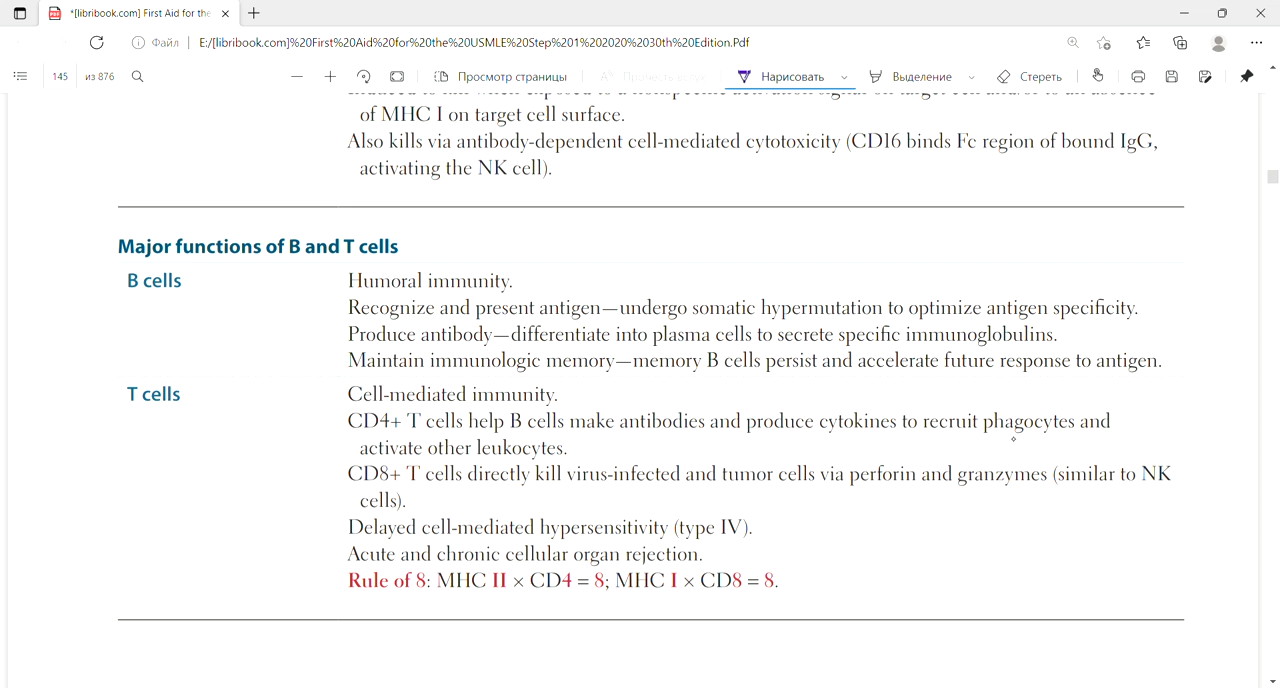 *[libribook.com] First Aid for the
Файл
E:/[libribook.com]%20First%20Aid%20for%20the%20USMLE%20Step%201%202020%2030th%20Edition.Pdf
145 из 876
Просмотр страницы
Нарисовать
Выделение
Стереть
of MHC I on target cell surface.
Also kills via antibody-dependent cell-mediated cytotoxicity (CD16 binds Fc region of bound IgG,
activating the NK cell).
Major functions of B and T cells
B cells
Humoral immunity.
Recognize and present antigen—undergo somatic hypermutation to optimize antigen specificity.
Produce antibody—differentiate into plasma cells to secrete specific immunoglobulins.
Maintain immunologic memory—memory B cells persist and accelerate future response to antigen.
T cells
Cell-mediated immunity.
CD4+ T cells help B cells make antibodies and produce cytokines to recruit phagocytes and
activate other leukocytes.
CD8+ T cells directly kill virus-infected and tumor cells via perforin and granzymes (similar to NK
cells).
Delayed cell-mediated hypersensitivity (type IV).
Acute and chronic cellular organ rejection.
Rule of 8: MHC II × CD4 = 8; MHC I × CD8 = 8.